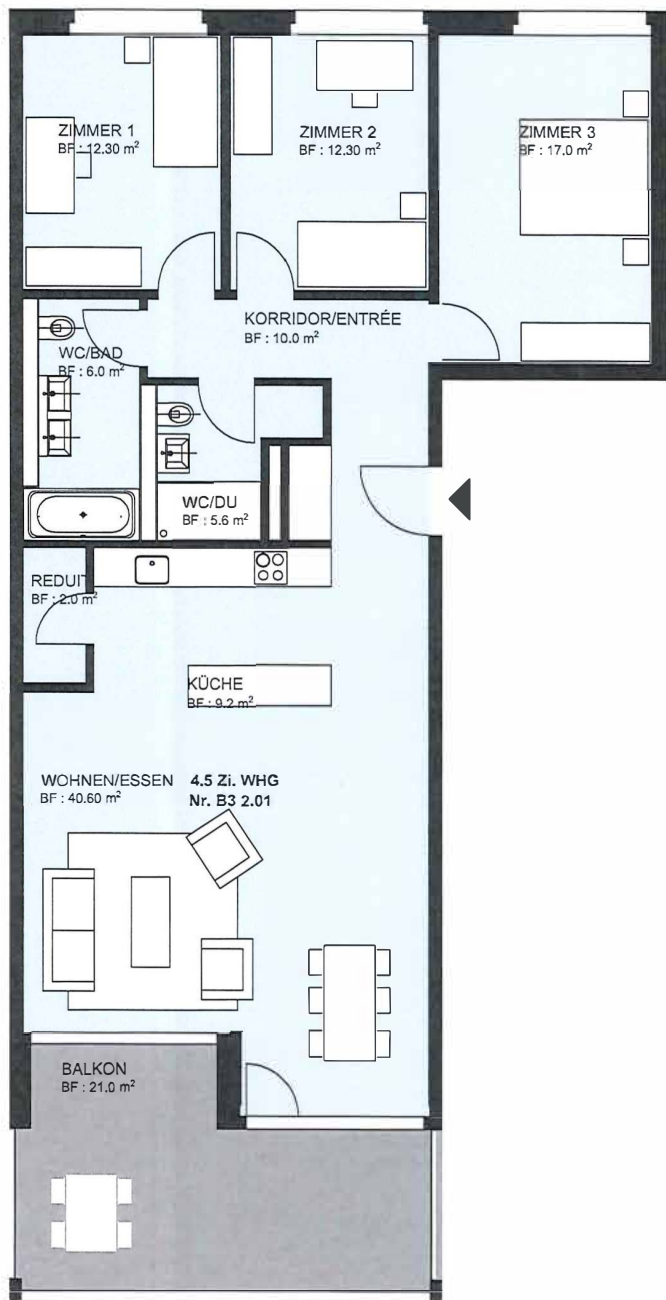 ZIMMER 1
BF : 12.30 m²
ZIMMER 2
BF : 12.30 m²
ZIMMER 3
BF : 17.0 m²
KORRIDOR/ENTRÉE
BF : 10.0 m²
WC/BAD
BF : 6.0 m²
WC/DU
BF : 5.6 m²
REDUIT
BF : 2.0 m²
KÜCHE
BF : 9.2 m²
WOHNEN/ESSEN
BF : 40.60 m²
4.5 Zi. WHG
Nr. B3 2.01
BALKON
BF : 21.0 m²